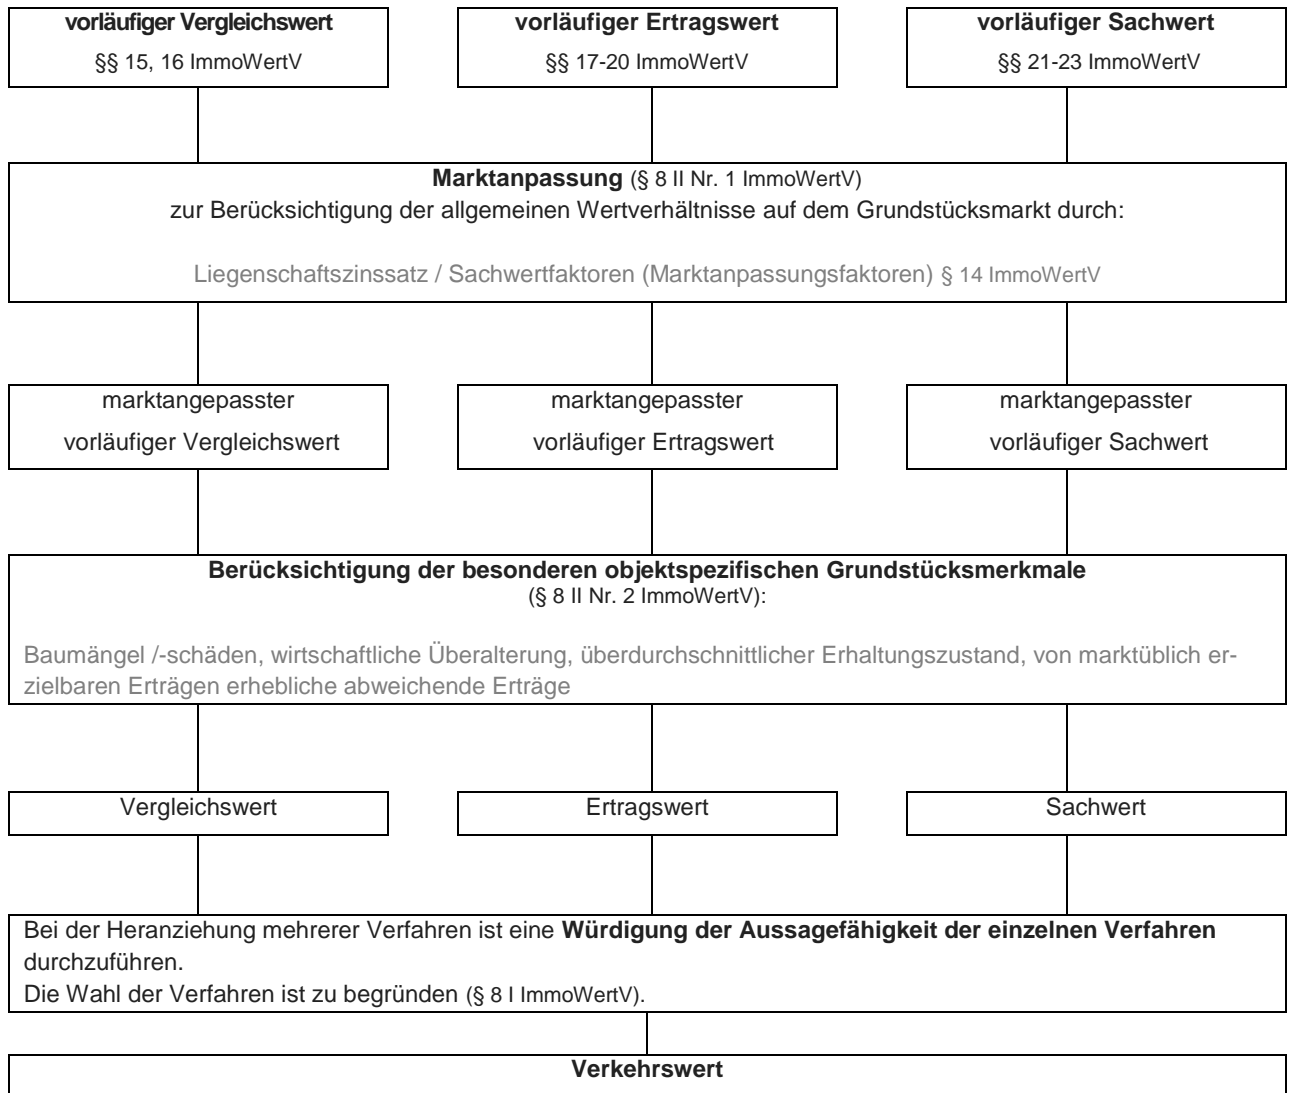 vorläufiger Vergleichswert
§§ 15, 16 ImmoWertV
vorläufiger Ertragswert
§§ 17-20 ImmoWertV
vorläufiger Sachwert
§§ 21-23 ImmoWertV
Marktanpassung (§ 8 II Nr. 1 ImmoWertV)
zur Berücksichtigung der allgemeinen Wertverhältnisse auf dem Grundstücksmarkt durch:
Liegenschaftszinssatz / Sachwertfaktoren (Marktanpassungsfaktoren) § 14 ImmoWertV
marktangepasster
vorläufiger Vergleichswert
marktangepasster
vorläufiger Ertragswert
marktangepasster
vorläufiger Sachwert
Berücksichtigung der besonderen objektspezifischen Grundstücksmerkmale
(§ 8 II Nr. 2 ImmoWertV):
Baumängel /-schäden, wirtschaftliche Überalterung, überdurchschnittlicher Erhaltungszustand, von marktüblich er-
zielbaren Erträgen erhebliche abweichende Erträge
Vergleichswert
Ertragswert
Sachwert
Bei der Heranziehung mehrerer Verfahren ist eine Würdigung der Aussagefähigkeit der einzelnen Verfahren
durchzuführen.
Die Wahl der Verfahren ist zu begründen (§ 8 I ImmoWertV).
Verkehrswert